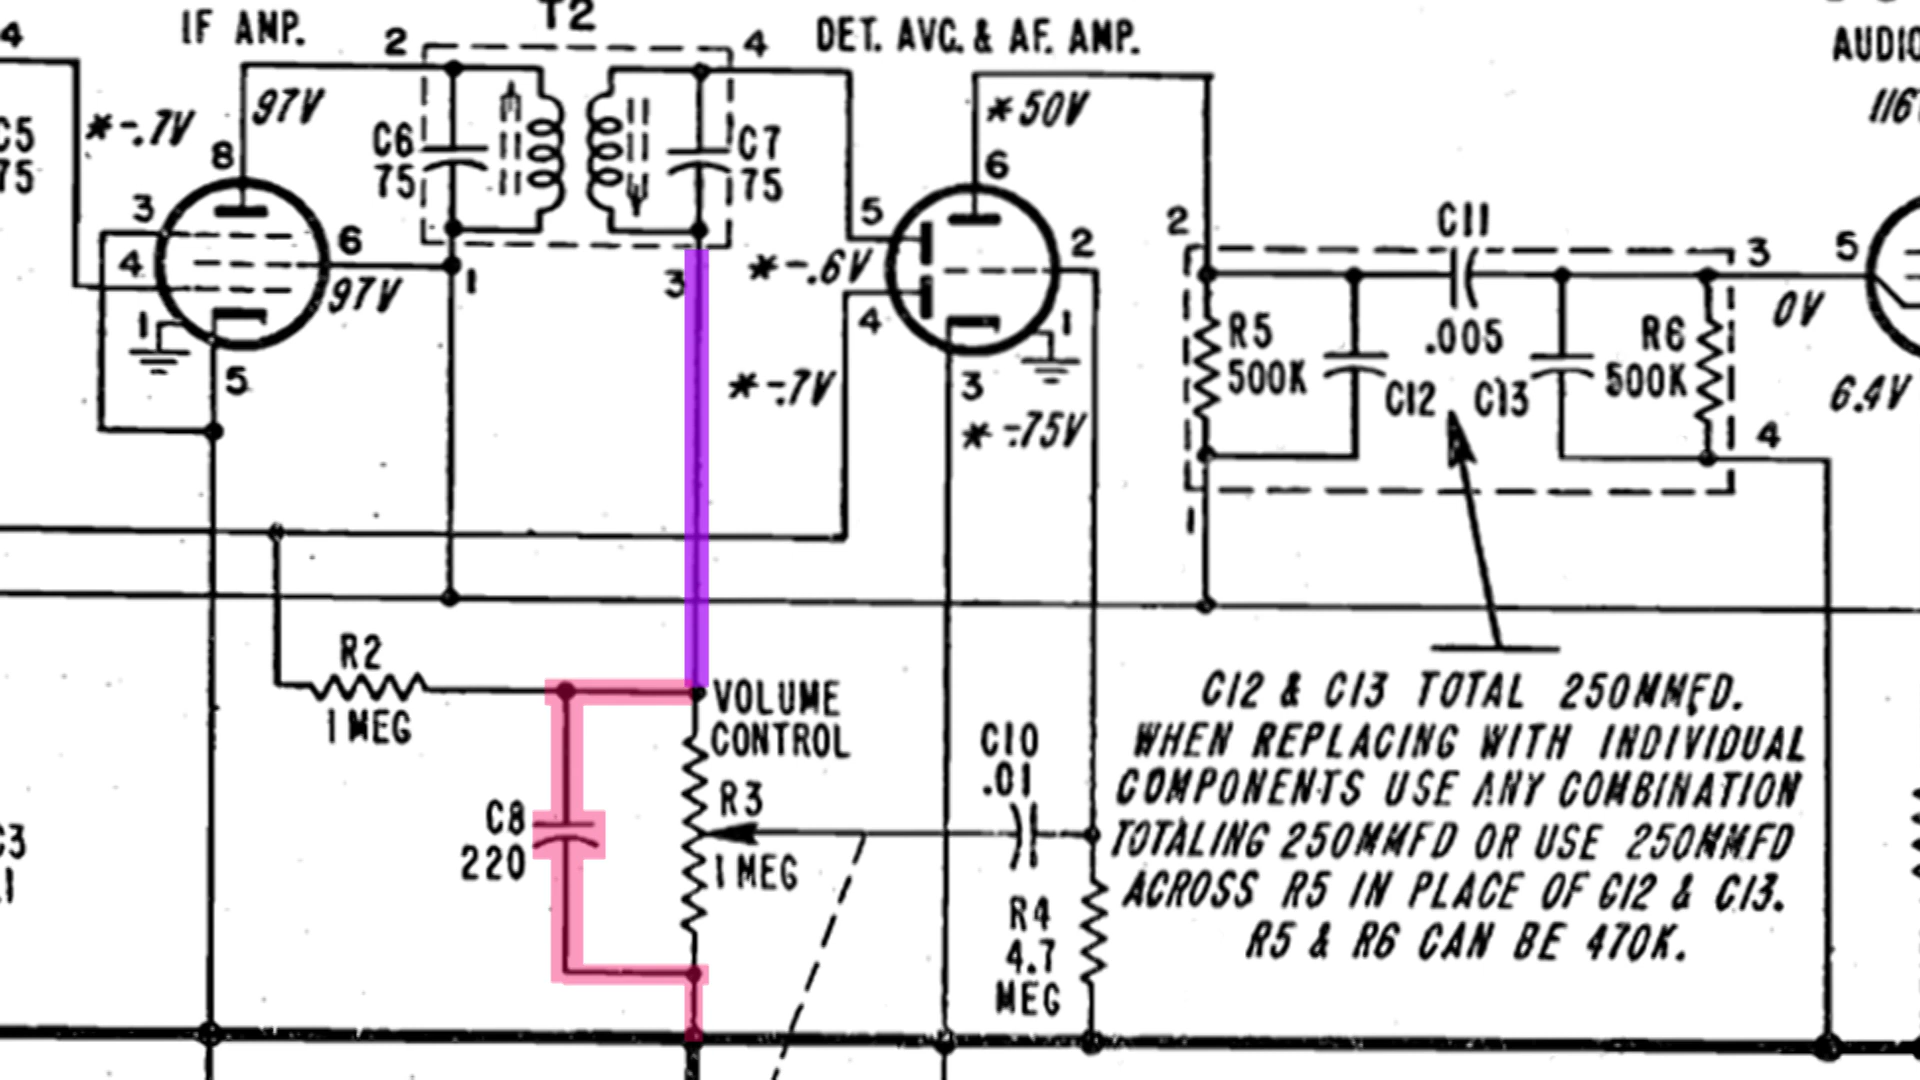 4
IF AMP.
T2
2
4
DET. AVC. & AF. AMP.
AUDIO
97V
*-.7V
*50V
116V
C5
75
C6
75
C7
75
8
3
4
6
97V
1
5
1
3
5
*-.6V
4
6
2
1
3
*-.7V
*-.75V
2
C11
.005
3
5
0V
6.4V
R5
500K
C12
C13
R6
500K
4
1
R2
1 MEG
VOLUME
CONTROL
R3
1 MEG
C8
220
C3
.1
C10
.01
R4
4.7
MEG
C12 & C13 TOTAL 250MMFD.
WHEN REPLACING WITH INDIVIDUAL
COMPONENTS USE ANY COMBINATION
TOTALING 250MMFD OR USE 250MMFD
ACROSS R5 IN PLACE OF C12 & C13.
R5 & R6 CAN BE 470K.